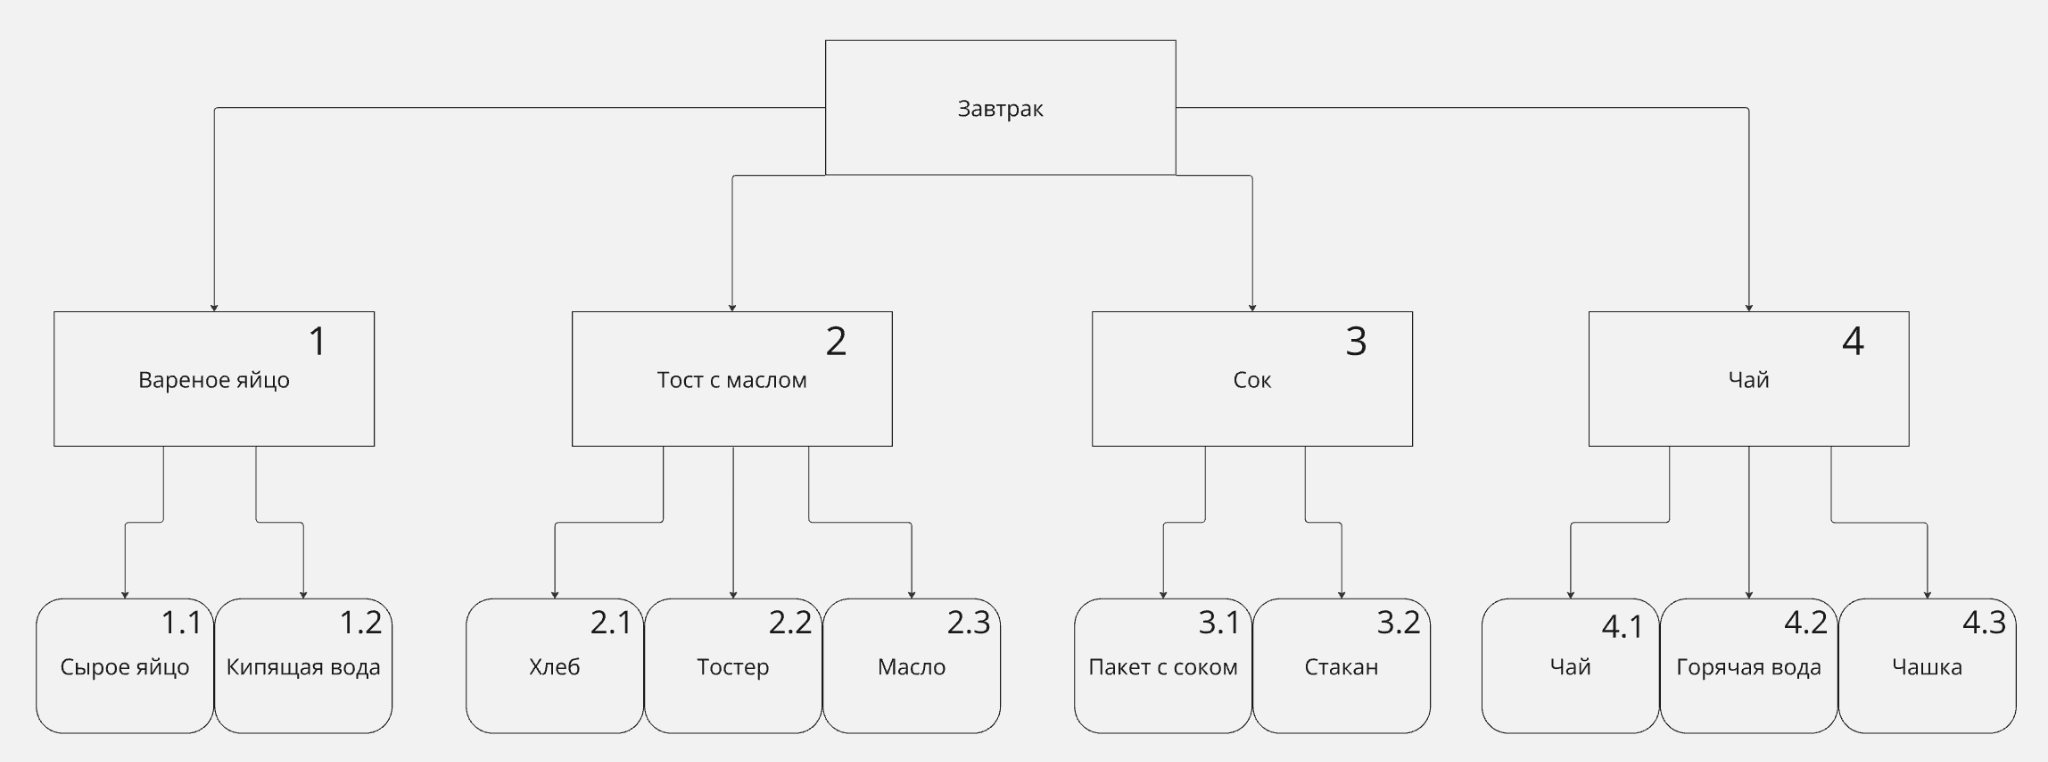 Завтрак
1
Вареное яйцо
2
Тост с маслом
3
Сок
4
Чай
1.1
Сырое яйцо
1.2
Кипящая вода
2.1
Хлеб
2.2
Тостер
2.3
Масло
3.1
Пакет с соком
3.2
Стакан
4.1
Чай
4.2
Горячая вода
4.3
Чашка